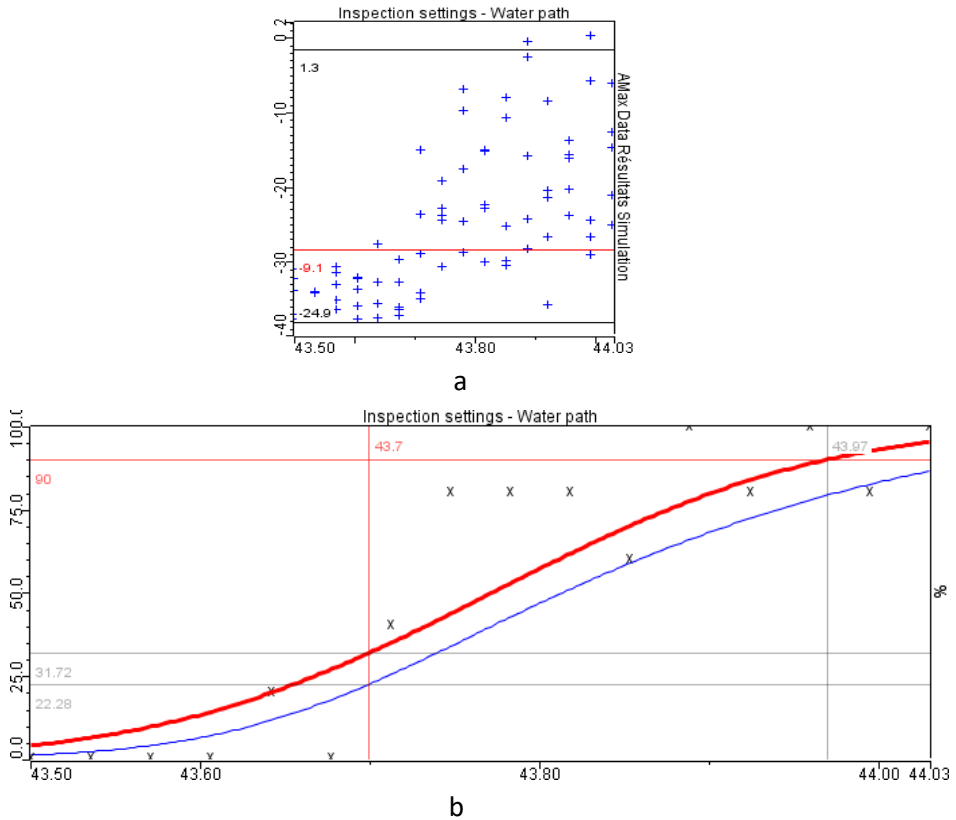 Inspection settings - Water path
0.2
1.3
-10
-20
-30
-9.1
-24.9
-40
43.50 43.80 44.03
AMax Data Résultats Simulation
a
Inspection settings - Water path
100.0
43.7 43.97
90
75.0
50.0
%
25.0
31.72
22.28
0.0
43.50 43.60 43.80 44.00 44.03
b